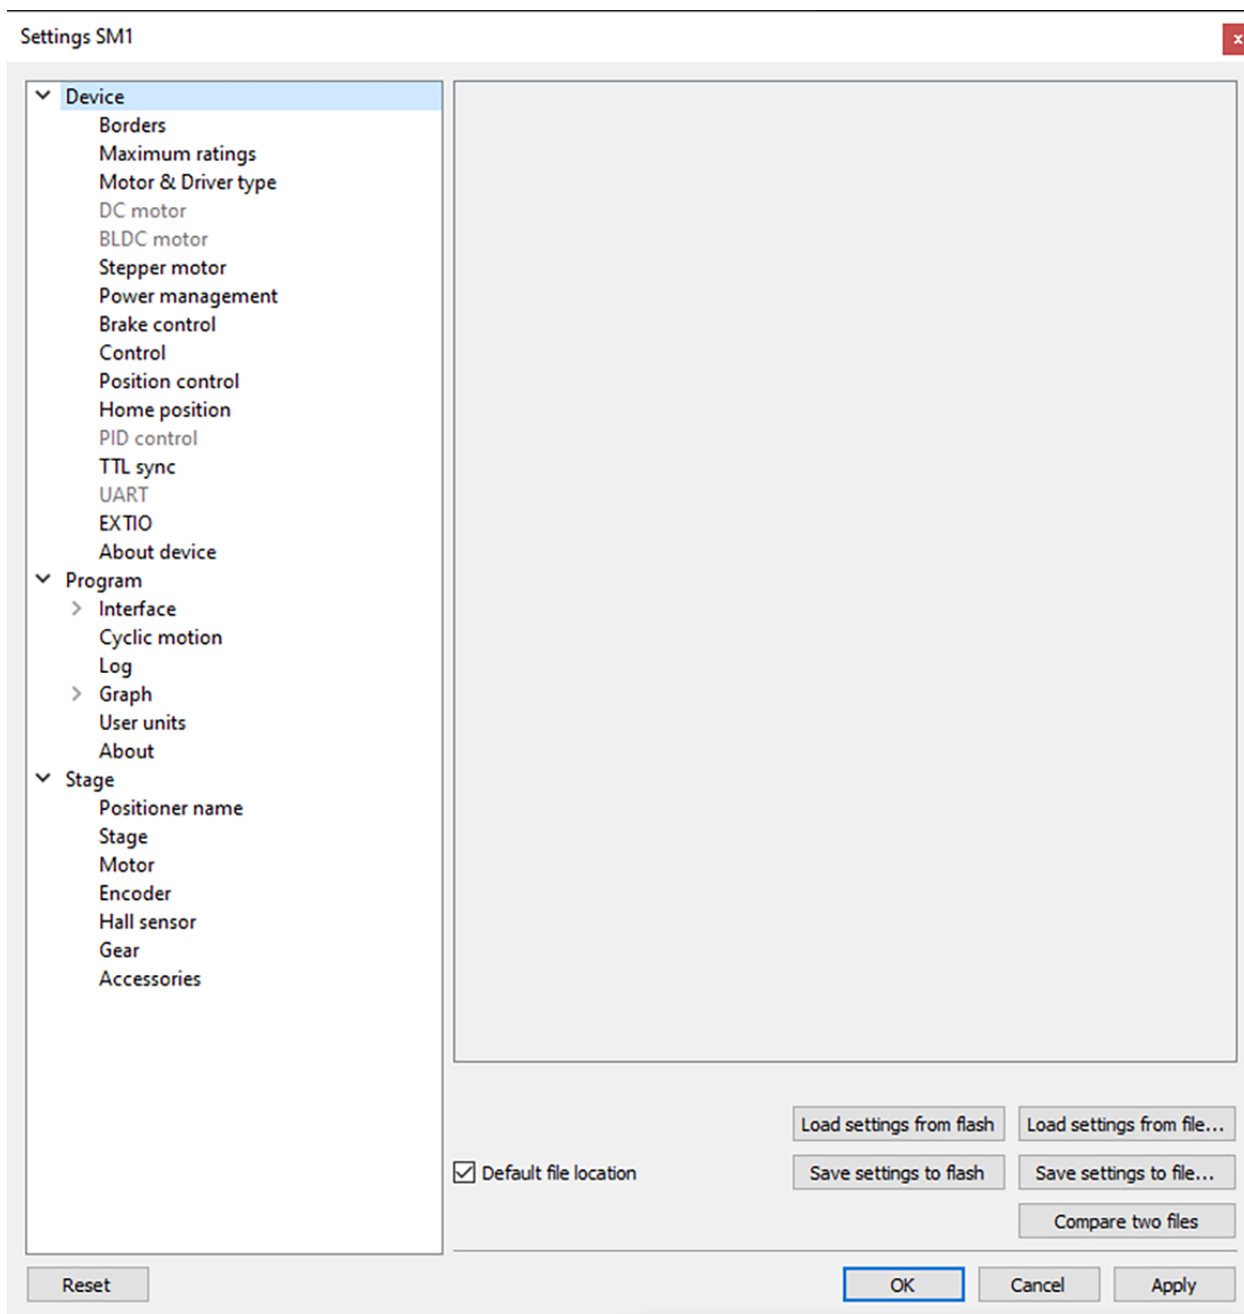 Settings SM1
x
Device
Borders
Maximum ratings
Motor & Driver type
DC motor
BLDC motor
Stepper motor
Power management
Brake control
Control
Position control
Home position
PID control
TTL sync
UART
EXTIO
About device
Program
Interface
Cyclic motion
Log
Graph
User units
About
Stage
Positioner name
Stage
Motor
Encoder
Hall sensor
Gear
Accessories
Load settings from flash
Load settings from file...
Default file location
Save settings to flash
Save settings to file...
Compare two files
Reset
OK
Cancel
Apply